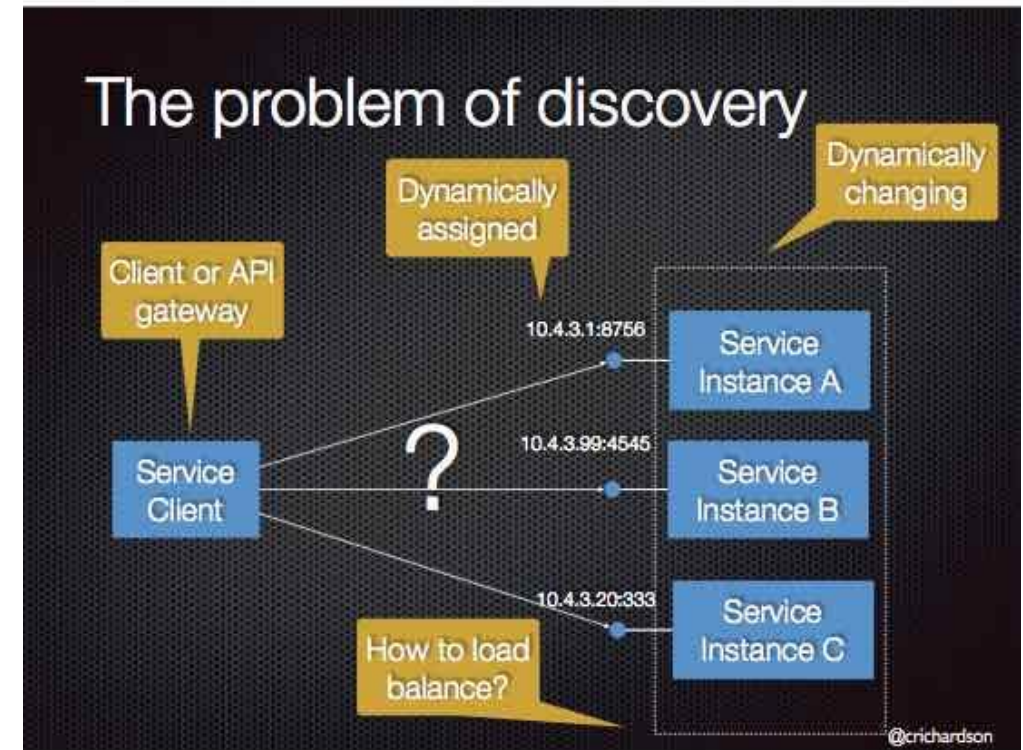 The problem of discovery
Dynamically
changing
Dynamically
assigned
Client or API
gateway
10.4.3.1:8756
Service
Instance A
?
10.4.3.99:4545
Service
Client
Service
Instance B
10.4.3.20:333
Service
Instance C
How to load
balance?
@crichardson